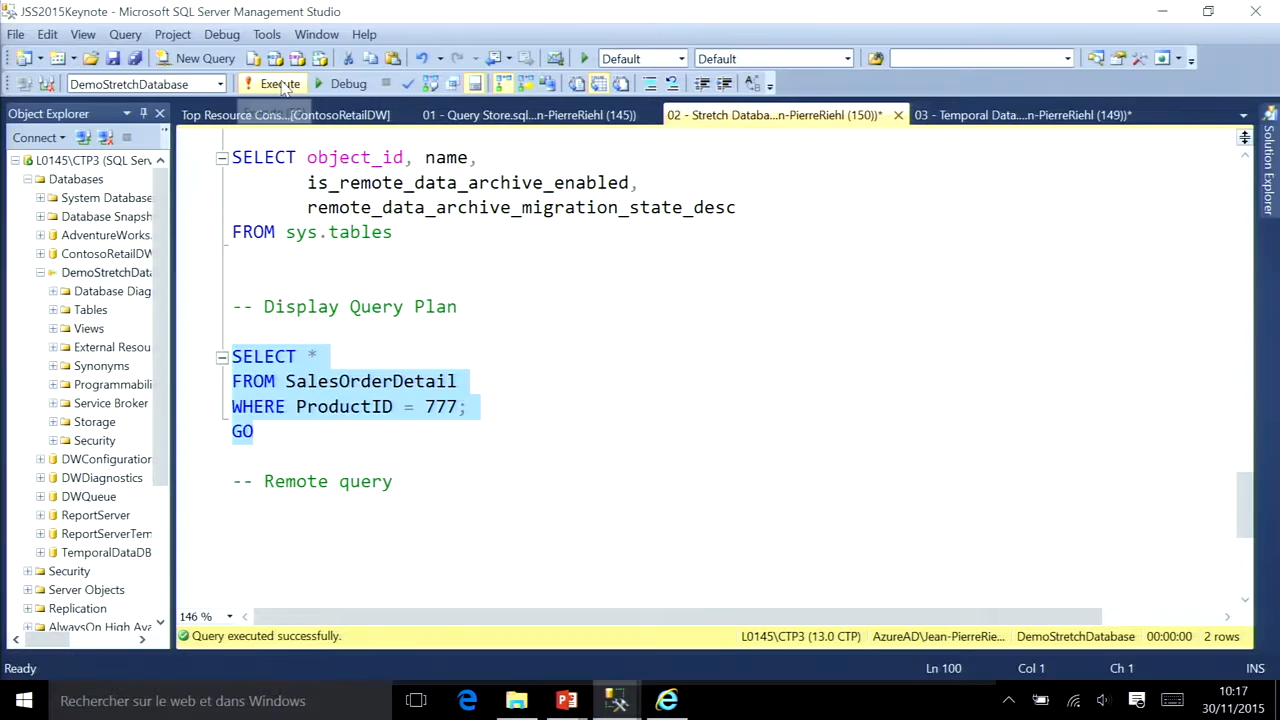 JSS2015Keynote - Microsoft SQL Server Management Studio
File Edit View Query Project Debug Tools Window Help
New Query Default Default
DemoStretchDatabase Execute Debug
Object Explorer
Top Resource Cons...[ContosoRetailDW] 01 - Query Store.sql...n-PierreRiehl (145)) 02 - Stretch Databa...n-PierreRiehl (150))* 03 - Temporal Data....n-PierreRiehl (149))*
Connect
L0145\CTP3 (SQL Serv
Databases
System Database
Database Snapsh
AdventureWorks.
ContosoRetailDW
DemoStretchData
Database Diag
Tables
Views
External Resou
Synonyms
Programmabili
Service Broker
Storage
Security
DWConfiguration
DWDiagnostics
DWQueue
ReportServer
ReportServerTem
TemporalDataDB
Security
Server Objects
Replication
AlwaysOn High Ava
SELECT object_id, name,
is_remote_data_archive_enabled,
remote_data_archive_migration_state_desc
FROM sys.tables
-- Display Query Plan
SELECT *
FROM SalesOrderDetail
WHERE ProductID = 777;
GO
-- Remote query
146 %
Query executed successfully. L0145\CTP3 (13.0 CTP) AzureAD\Jean-PierreRie... DemoStretchDatabase 00:00:00 2 rows
Solution Explorer
Ready Ln 100 Col 1 Ch 1 INS
Rechercher sur le web et dans Windows
10:17
30/11/2015